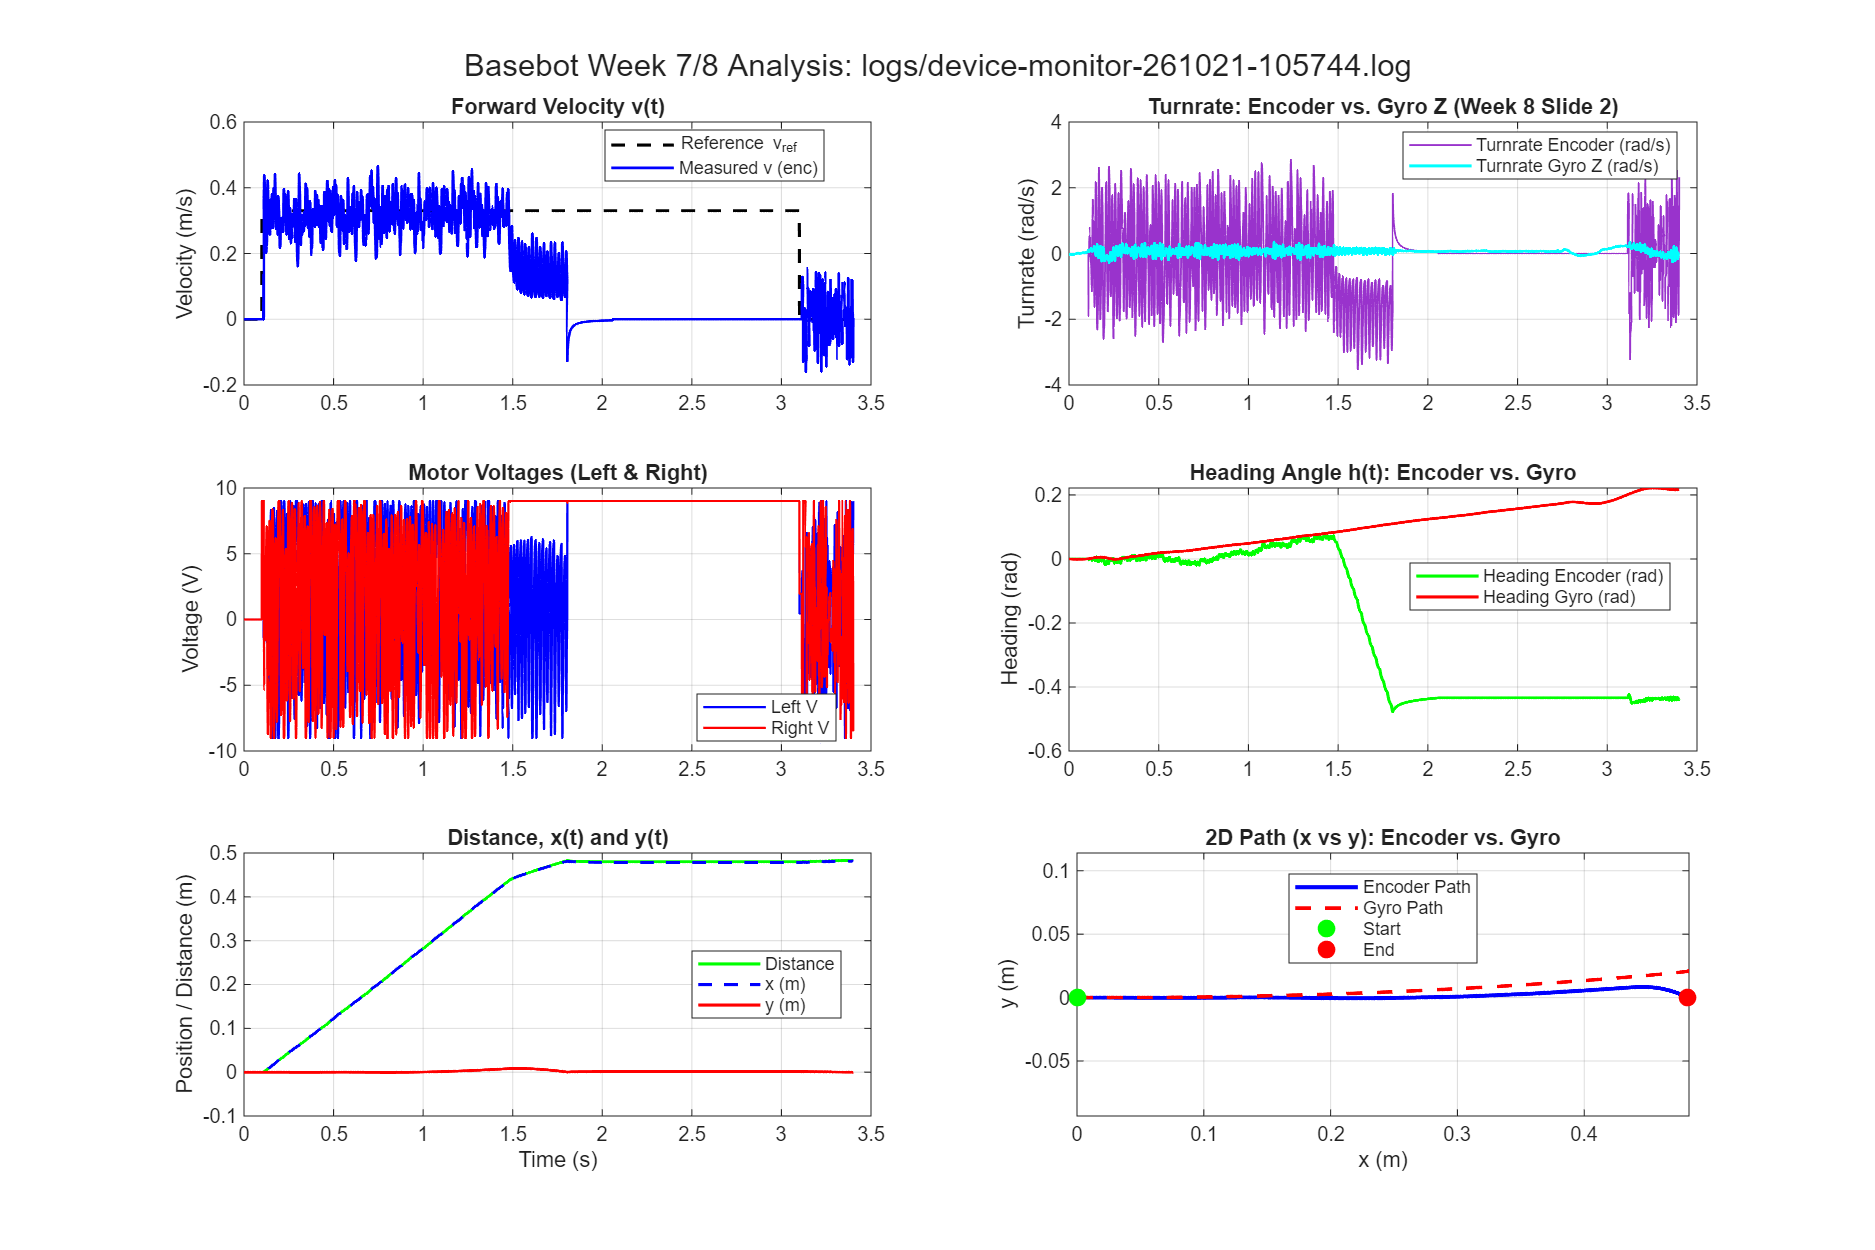 Basebot Week 7/8 Analysis: logs/device-monitor-261021-105744.log
Forward Velocity v(t)
Velocity (m/s)
0.6
0.4
0.2
0
-0.2
0 0.5 1 1.5 2 2.5 3 3.5
Reference v_ref
Measured v (enc)
Turnrate: Encoder vs. Gyro Z (Week 8 Slide 2)
Turnrate (rad/s)
4
2
0
-2
-4
0 0.5 1 1.5 2 2.5 3 3.5
Turnrate Encoder (rad/s)
Turnrate Gyro Z (rad/s)
Motor Voltages (Left & Right)
Voltage (V)
10
5
0
-5
-10
0 0.5 1 1.5 2 2.5 3 3.5
Left V
Right V
Heading Angle h(t): Encoder vs. Gyro
Heading (rad)
0.2
0
-0.2
-0.4
-0.6
0 0.5 1 1.5 2 2.5 3 3.5
Heading Encoder (rad)
Heading Gyro (rad)
Distance, x(t) and y(t)
Position / Distance (m)
0.5
0.4
0.3
0.2
0.1
0
-0.1
0 0.5 1 1.5 2 2.5 3 3.5
Time (s)
Distance
x (m)
y (m)
2D Path (x vs y): Encoder vs. Gyro
y (m)
0.1
0.05
0
-0.05
0 0.1 0.2 0.3 0.4
x (m)
Encoder Path
Gyro Path
Start
End